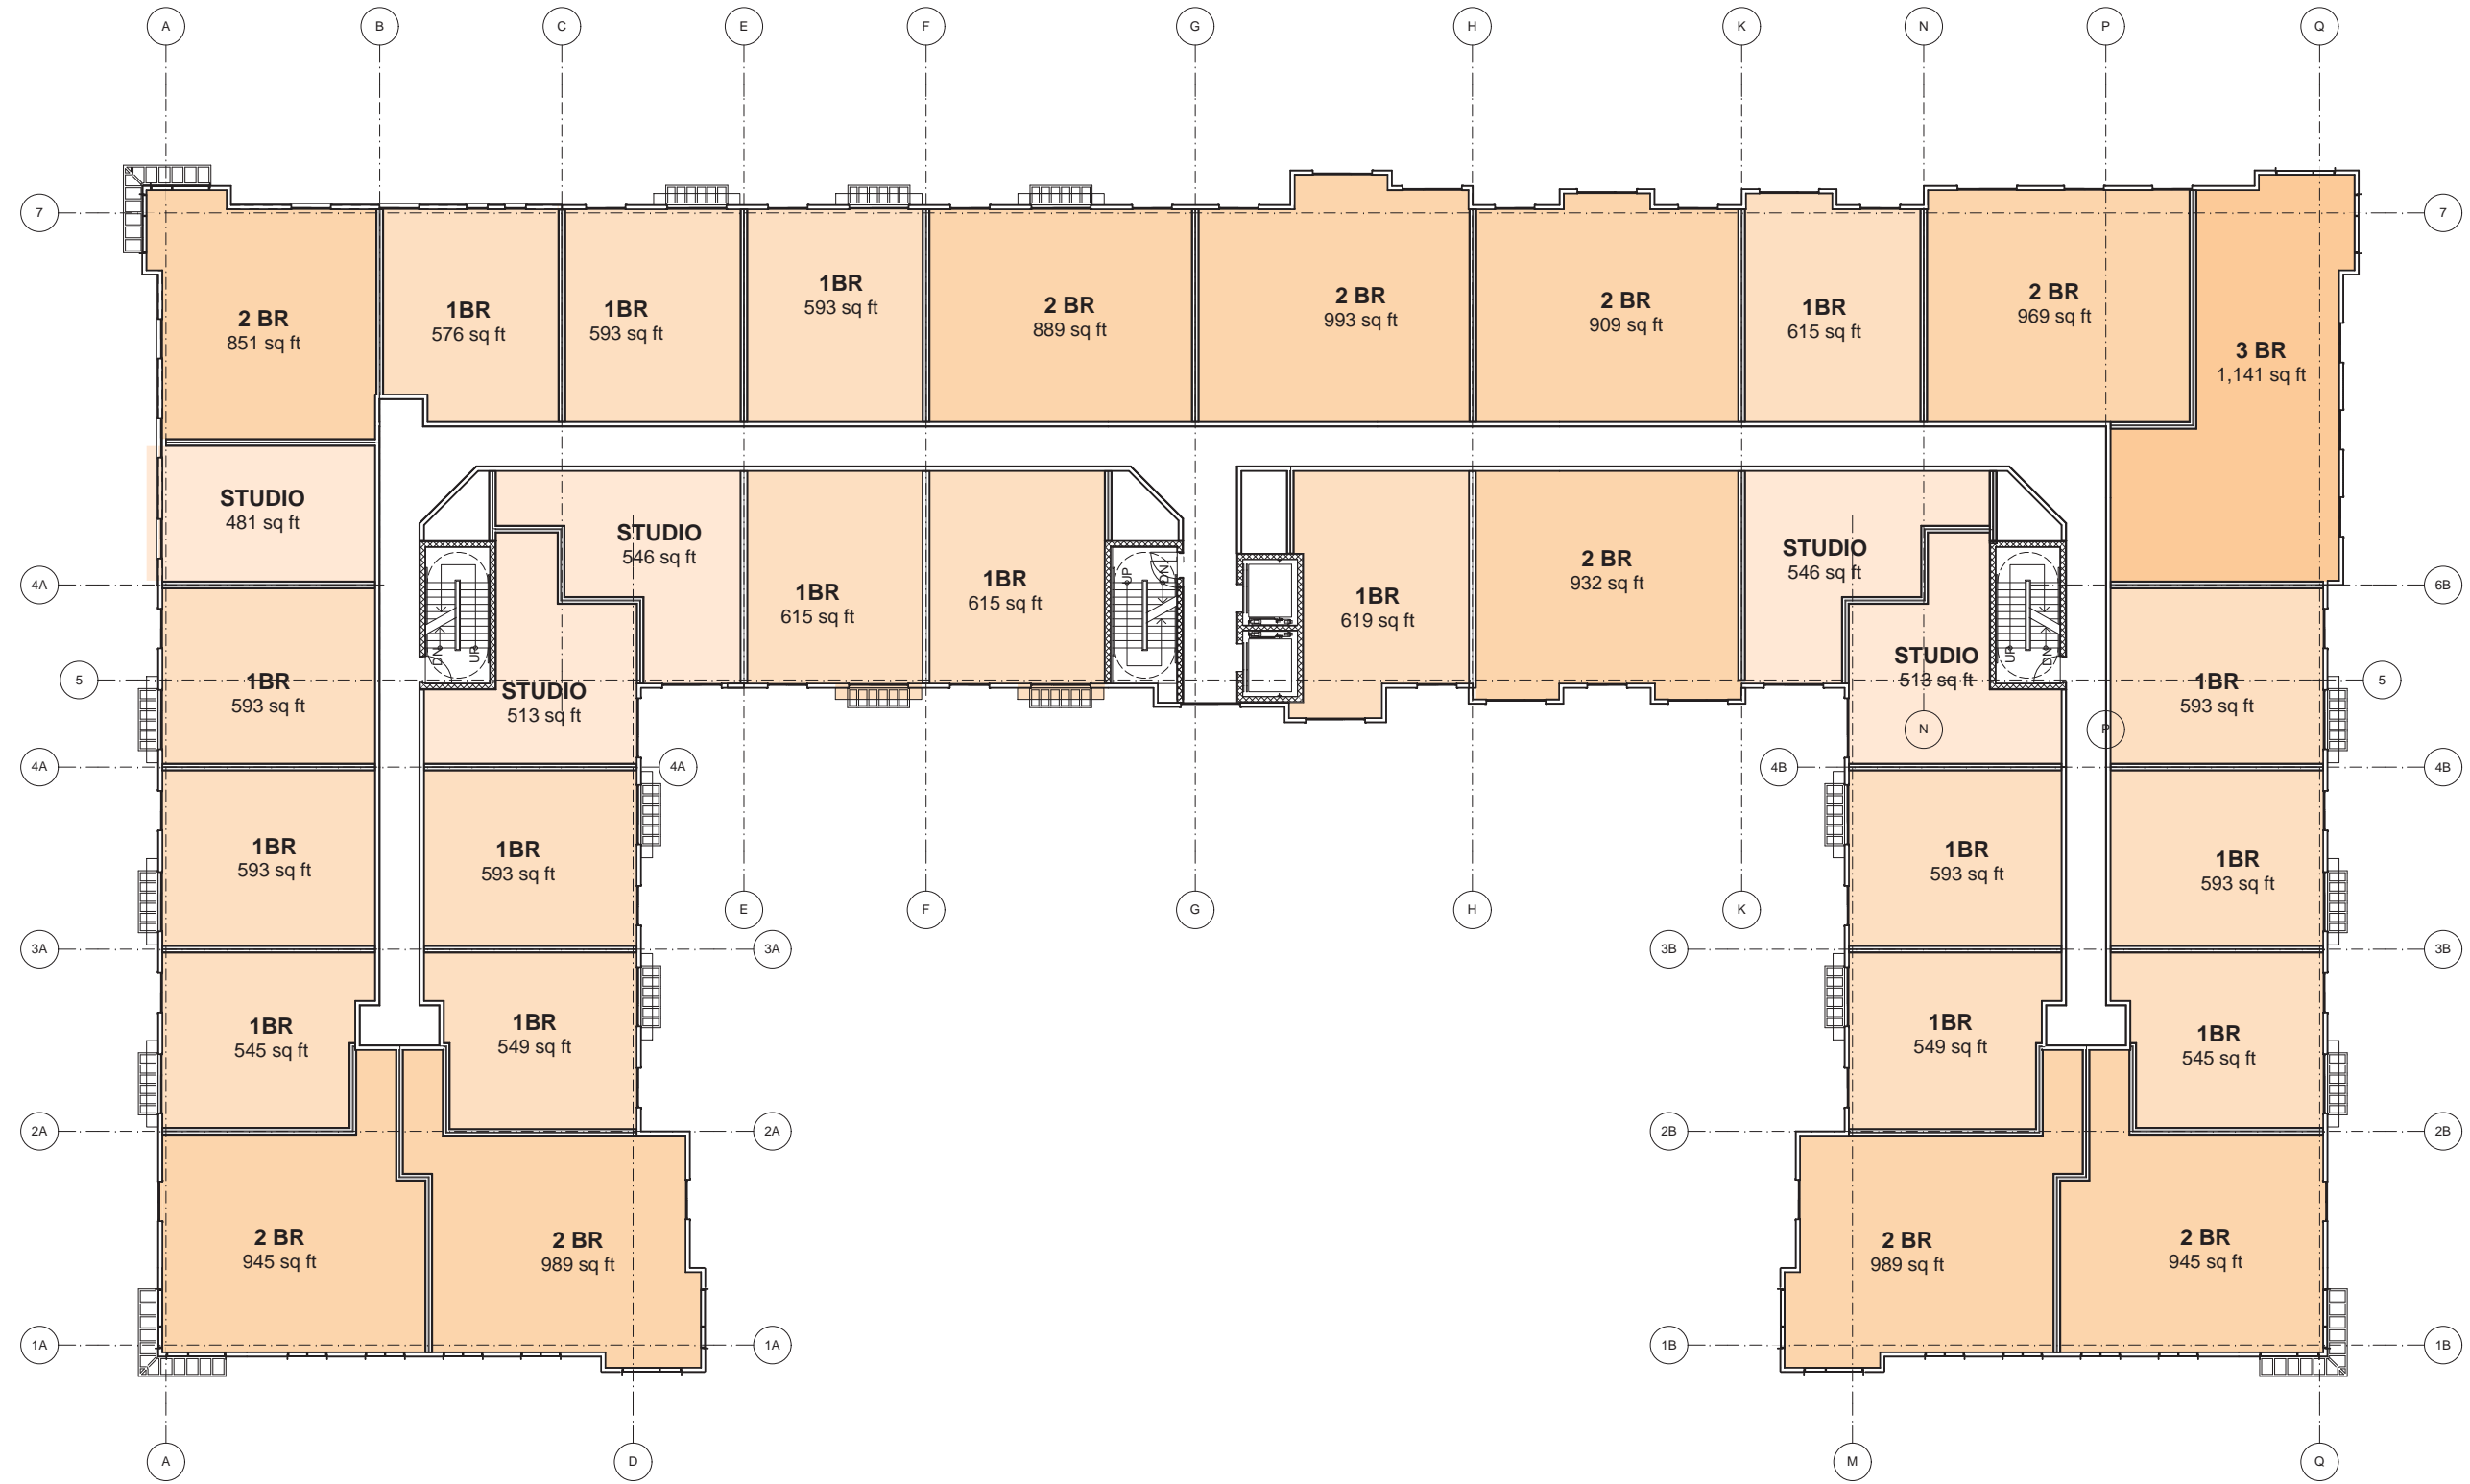 A B C E F G H K N P Q
7 7
2 BR
851 sq ft
1BR
576 sq ft
1BR
593 sq ft
1BR
593 sq ft
2 BR
889 sq ft
2 BR
993 sq ft
2 BR
909 sq ft
1BR
615 sq ft
2 BR
969 sq ft
3 BR
1,141 sq ft
STUDIO
481 sq ft
STUDIO
546 sq ft
1BR
615 sq ft
1BR
615 sq ft
1BR
619 sq ft
2 BR
932 sq ft
STUDIO
546 sq ft
4A 6B
UP DN
DN UP
UP DN
5 5
1BR
593 sq ft
STUDIO
513 sq ft
STUDIO
513 sq ft
1BR
593 sq ft
N P
4A 4A 4B 4B
1BR
593 sq ft
1BR
593 sq ft
1BR
593 sq ft
1BR
593 sq ft
E F G H K
3A 3A 3B 3B
1BR
545 sq ft
1BR
549 sq ft
1BR
549 sq ft
1BR
545 sq ft
2A 2A 2B 2B
2 BR
945 sq ft
2 BR
989 sq ft
2 BR
989 sq ft
2 BR
945 sq ft
1A 1A 1B 1B
A D M Q